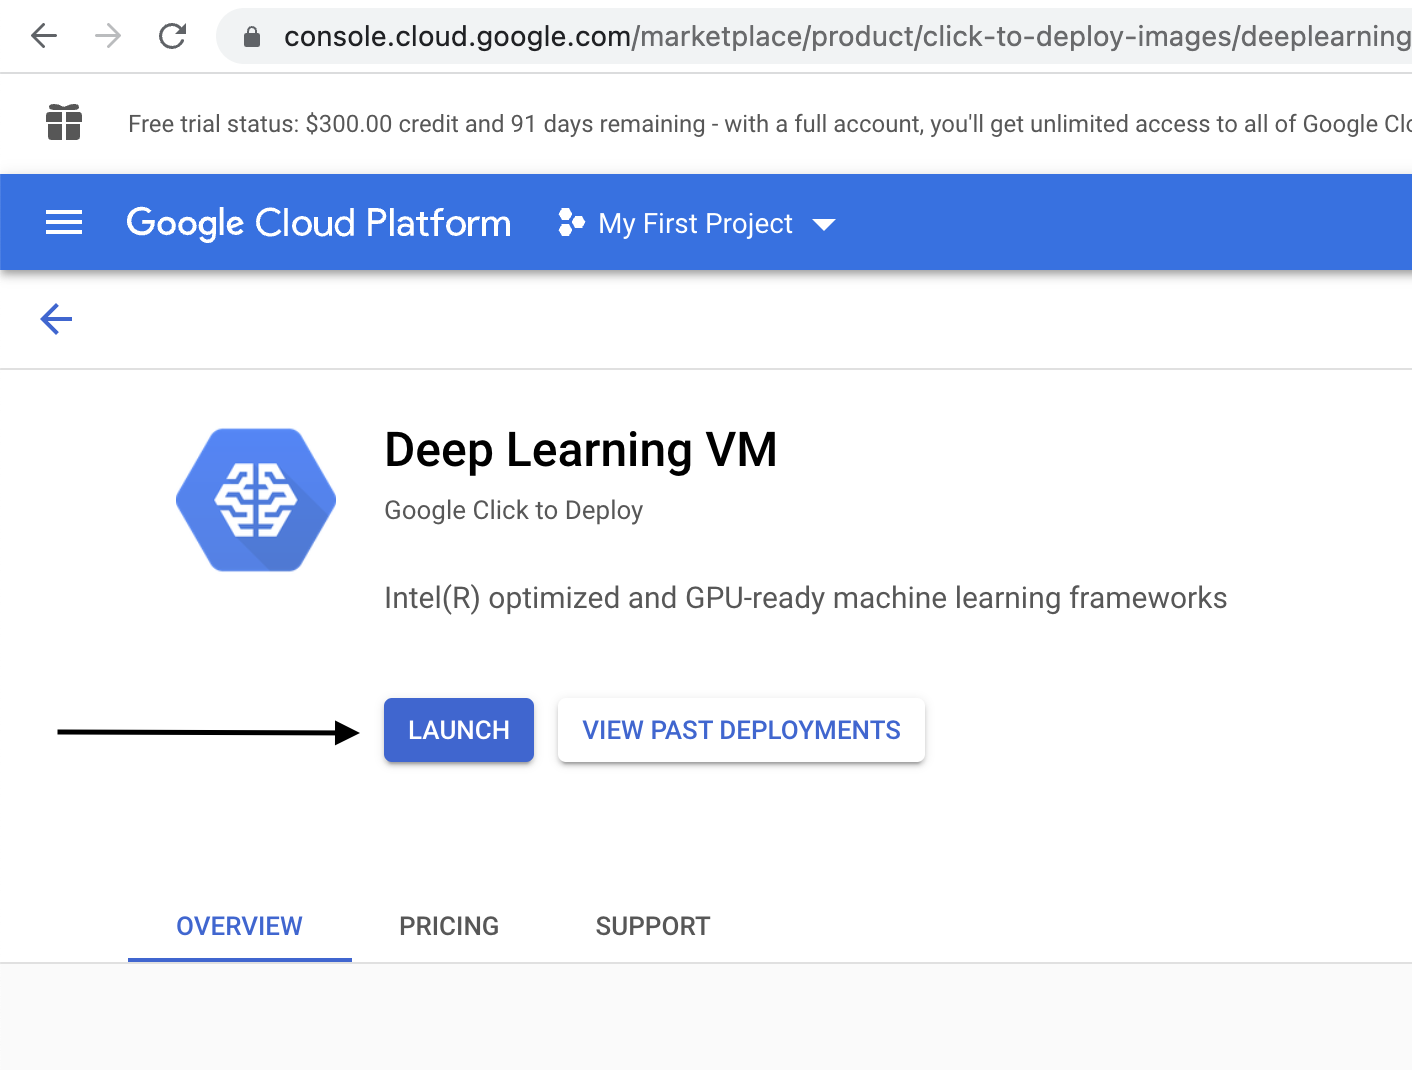 console.cloud.google.com/marketplace/product/click-to-deploy-images/deeplearning
Free trial status: $300.00 credit and 91 days remaining - with a full account, you'll get unlimited access to all of Google Clo
Google Cloud Platform My First Project
Deep Learning VM
Google Click to Deploy
Intel(R) optimized and GPU-ready machine learning frameworks
LAUNCH VIEW PAST DEPLOYMENTS
OVERVIEW PRICING SUPPORT